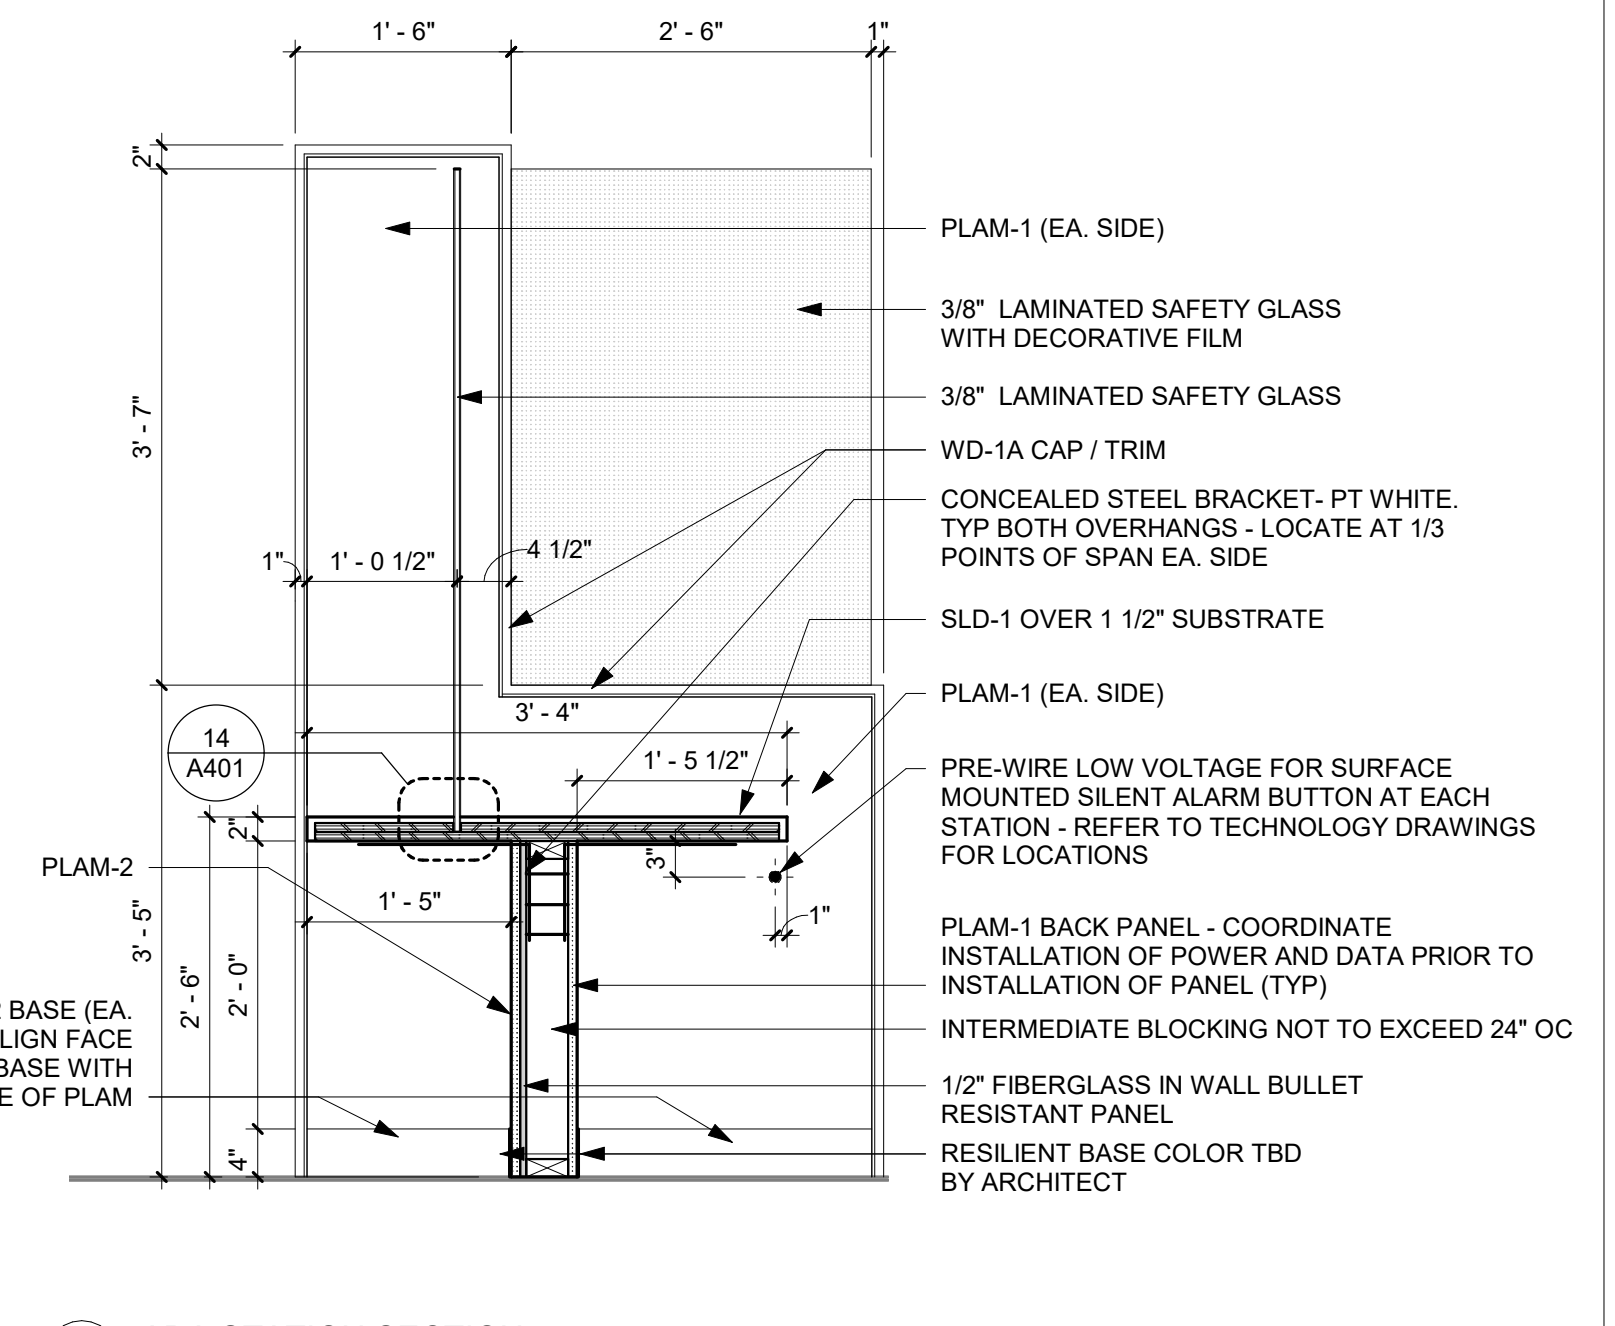 1' - 6"
2' - 6"
1"
2"
3' - 7"
PLAM-1 (EA. SIDE)
3/8"  LAMINATED SAFETY GLASS
WITH DECORATIVE FILM
3/8"  LAMINATED SAFETY GLASS
WD-1A CAP / TRIM
CONCEALED STEEL BRACKET- PT WHITE.
TYP BOTH OVERHANGS - LOCATE AT 1/3
POINTS OF SPAN EA. SIDE
1"
1' - 0 1/2"
4 1/2"
SLD-1 OVER 1 1/2" SUBSTRATE
PLAM-1 (EA. SIDE)
3' - 4"
14
A401
1' - 5 1/2"
PRE-WIRE LOW VOLTAGE FOR SURFACE
MOUNTED SILENT ALARM BUTTON AT EACH
STATION - REFER TO TECHNOLOGY DRAWINGS
FOR LOCATIONS
2"
3"
PLAM-2
1' - 5"
1"
3' - 5"
2' - 6"
2' - 0"
PLAM-1 BACK PANEL - COORDINATE
INSTALLATION OF POWER AND DATA PRIOR TO
INSTALLATION OF PANEL (TYP)
BASE (EA.
LIGN FACE
BASE WITH
E OF PLAM
INTERMEDIATE BLOCKING NOT TO EXCEED 24" OC
1/2" FIBERGLASS IN WALL BULLET
RESISTANT PANEL
4"
RESILIENT BASE COLOR TBD
BY ARCHITECT